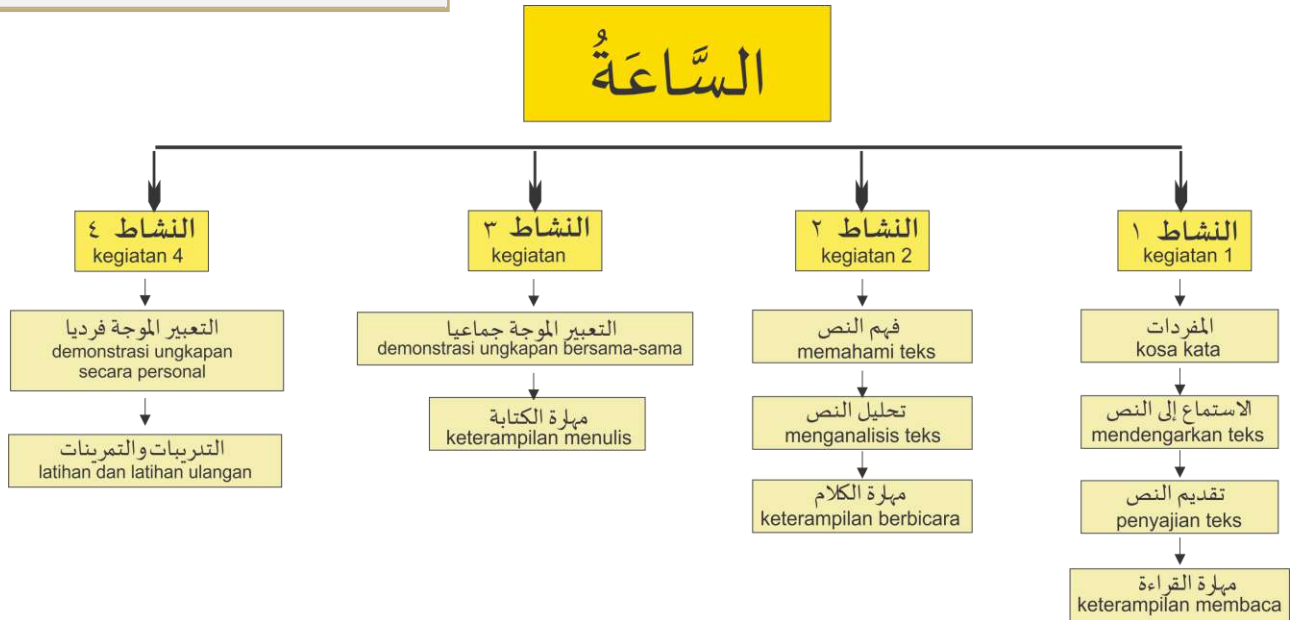 السَّاعَةُ
النشاط ١
kegiatan 1
المفردات
kosa kata
الاستماع إلى النص
mendengarkan teks
تقديم النص
penyajian teks
مهارة القراءة
keterampilan membaca
النشاط ٢
kegiatan 2
فهم النص
memahami teks
تحليل النص
menganalisis teks
مهارة الكلام
keterampilan berbicara
النشاط ٣
kegiatan
التعبير الموجة جماعيا
demonstrasi ungkapan bersama-sama
مهارة الكتابة
keterampilan menulis
النشاط ٤
kegiatan 4
التعبير الموجة فرديا
demonstrasi ungkapan
secara personal
التدريبات والتمرينات
latihan dan latihan ulangan